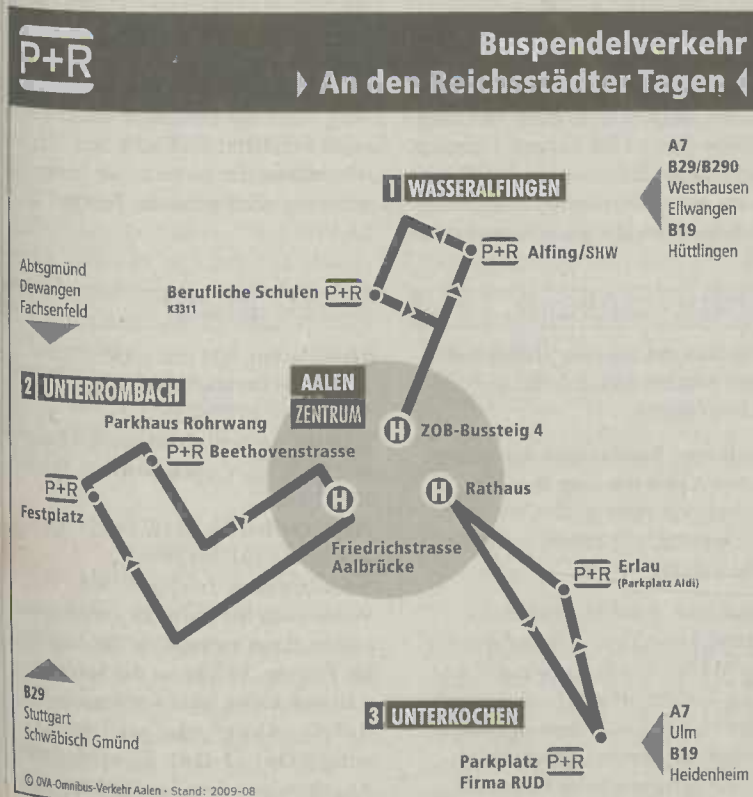 P+R
Buspendelverkehr
An den Reichsstädter Tagen
A7
B29/B290
Westhausen
Ellwangen
B19
Hüttlingen
1 WASSERALFINGEN
P+R Alfing/SHW
Berufliche Schulen P+R
K3311
Abtsgmünd
Dewangen
Fachsenfeld
2 UNTERROMBACH
AALEN
ZENTRUM
H ZOB-Bussteig 4
Parkhaus Rohrwang
P+R Beethovenstrasse
P+R
Festplatz
H
Friedrichstrasse
Aalbrücke
H Rathaus
P+R Erlau
(Parkplatz Aldi)
B29
Stuttgart
Schwäbisch Gmünd
3 UNTERKOCHEN
Parkplatz P+R
Firma RUD
A7
Ulm
B19
Heidenheim
© OVA-Omnibus-Verkehr Aalen · Stand: 2009-08